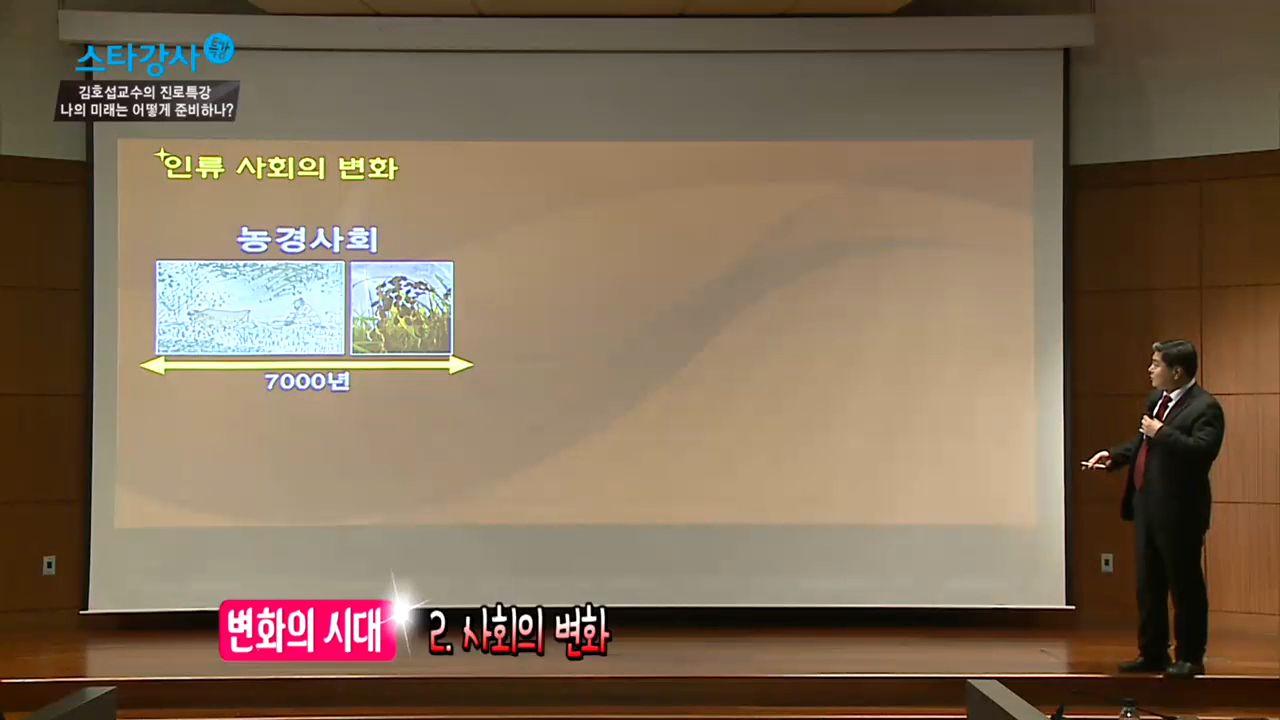 스타강사 특강
김호섭교수의 진로특강
나의 미래는 어떻게 준비하나?
인류 사회의 변화
농경사회
7000년
변화의 시대 2. 사회의 변화